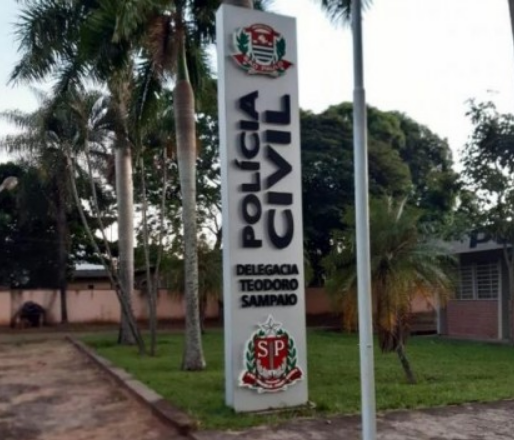 POLÍCIA
CIVIL
DELEGACIA
TEODORO
SAMPAIO
SP